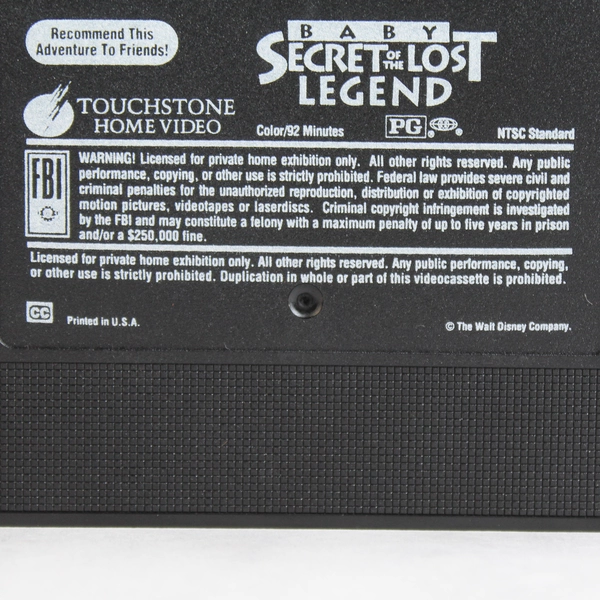 Recommend This
Adventure To Friends!
BABY
SECRET OF THE LOST
LEGEND
TOUCHSTONE
HOME VIDEO
Color/92 Minutes
PG
NTSC Standard
FBI
WARNING! Licensed for private home exhibition only. All other rights reserved. Any public
performance, copying, or other use is strictly prohibited. Federal law provides severe civil and
criminal penalties for the unauthorized reproduction, distribution or exhibition of copyrighted
motion pictures, videotapes or laserdiscs. Criminal copyright infringement is investigated
by the FBI and may constitute a felony with a maximum penalty of up to five years in prison
and/or a $250,000 fine.
Licensed for private home exhibition only. All other rights reserved. Any public performance, copying,
or other use is strictly prohibited. Duplication in whole or part of this videocassette is prohibited.
CC
Printed in U.S.A.
© The Walt Disney Company.